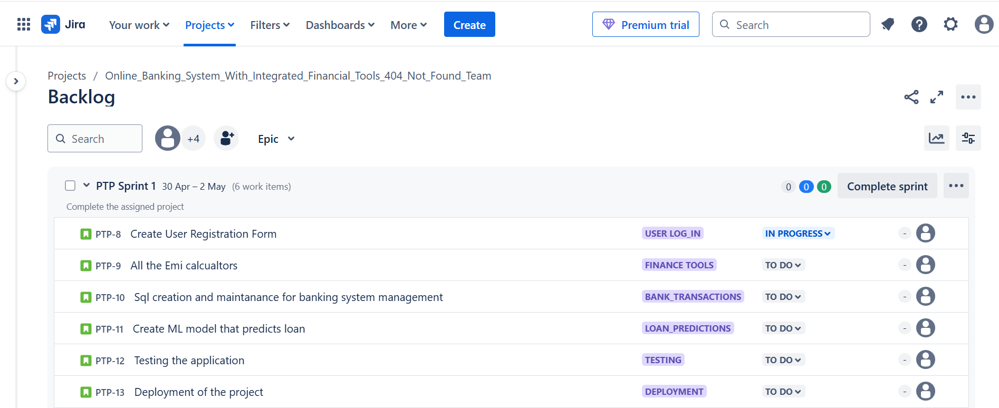 Jira Your work Projects Filters Dashboards More Create Premium trial Search
Projects / Online_Banking_System_With_Integrated_Financial_Tools_404_Not_Found_Team
Backlog
Search +4 Epic
PTP Sprint 1 30 Apr – 2 May (6 work items) 0 0 0 Complete sprint
Complete the assigned project
PTP-8 Create User Registration Form USER LOG_IN IN PROGRESS -
PTP-9 All the Emi calcualtors FINANCE TOOLS TO DO -
PTP-10 Sql creation and maintanance for banking system management BANK_TRANSACTIONS TO DO -
PTP-11 Create ML model that predicts loan LOAN_PREDICTIONS TO DO -
PTP-12 Testing the application TESTING TO DO -
PTP-13 Deployment of the project DEPLOYMENT TO DO -